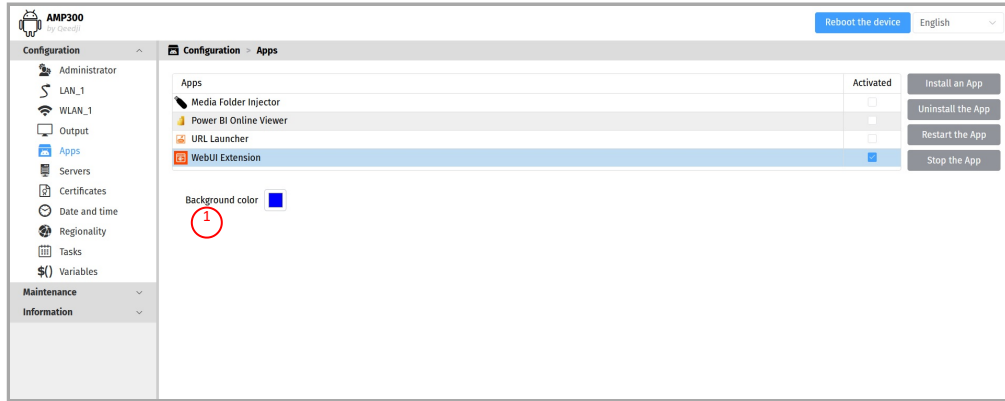 AMP300
by Qeedji
Reboot the device
English
Configuration
Administrator
LAN_1
WLAN_1
Output
Apps
Servers
Certificates
Date and time
Regionality
Tasks
$() Variables
Maintenance
Information
Configuration > Apps
Apps Activated
Media Folder Injector
Power BI Online Viewer
URL Launcher
WebUI Extension
Install an App
Uninstall the App
Restart the App
Stop the App
Background color
1